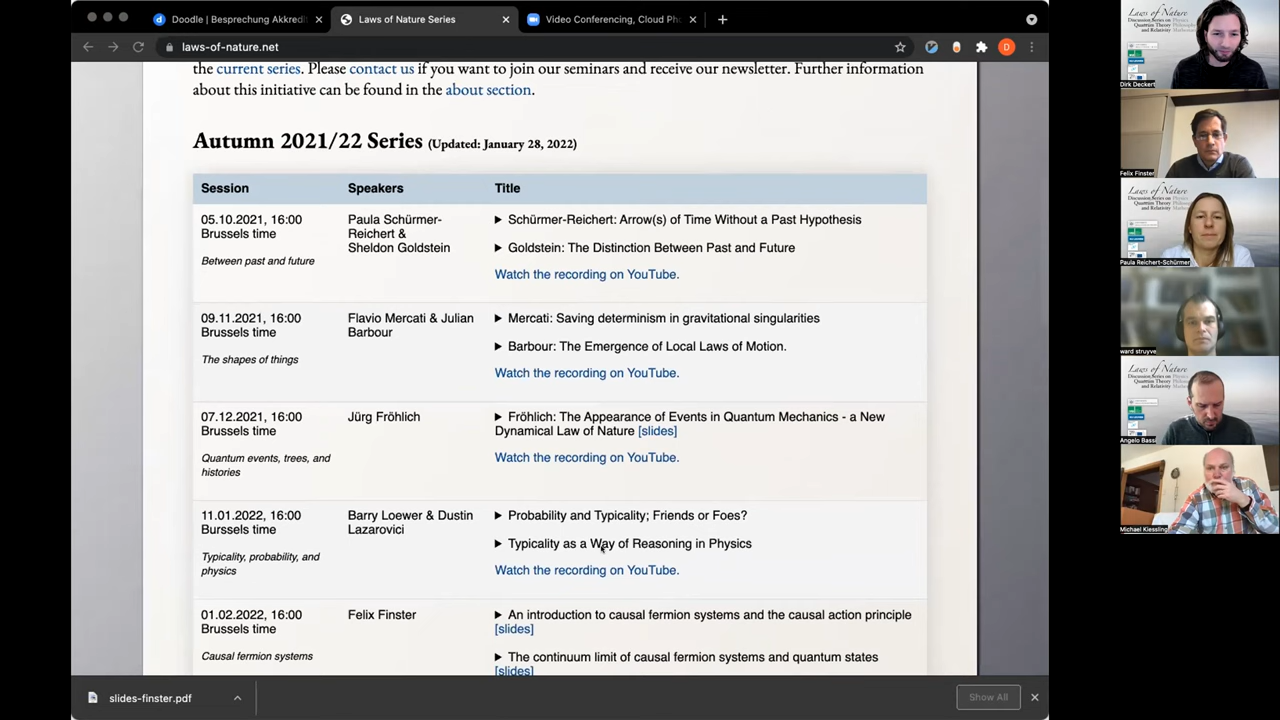 Doodle | Besprechung Akkredi
Laws of Nature Series
Video Conferencing, Cloud Pho
laws-of-nature.net
D
the current series. Please contact us if you want to join our seminars and receive our newsletter. Further information
about this initiative can be found in the about section.
Autumn 2021/22 Series (Updated: January 28, 2022)
Session Speakers Title
05.10.2021, 16:00
Brussels time
Between past and future
Paula Schürmer-
Reichert &
Sheldon Goldstein
Schürmer-Reichert: Arrow(s) of Time Without a Past Hypothesis
Goldstein: The Distinction Between Past and Future
Watch the recording on YouTube.
09.11.2021, 16:00
Brussels time
The shapes of things
Flavio Mercati & Julian
Barbour
Mercati: Saving determinism in gravitational singularities
Barbour: The Emergence of Local Laws of Motion.
Watch the recording on YouTube.
07.12.2021, 16:00
Brussels time
Quantum events, trees, and
histories
Jürg Fröhlich
Fröhlich: The Appearance of Events in Quantum Mechanics - a New
Dynamical Law of Nature [slides]
Watch the recording on YouTube.
11.01.2022, 16:00
Brussels time
Typicality, probability, and
physics
Barry Loewer & Dustin
Lazarovici
Probability and Typicality; Friends or Foes?
Typicality as a Way of Reasoning in Physics
Watch the recording on YouTube.
01.02.2022, 16:00
Brussels time
Causal fermion systems
Felix Finster
An introduction to causal fermion systems and the causal action principle
[slides]
The continuum limit of causal fermion systems and quantum states
[slides]
slides-finster.pdf
Show All
Laws of Nature
Dirk Deckert
Felix Finster
Laws of Nature
Paula Reichert-Schürmer
ward struyve
Laws of Nature
Angelo Bassi
Michael Kiessling